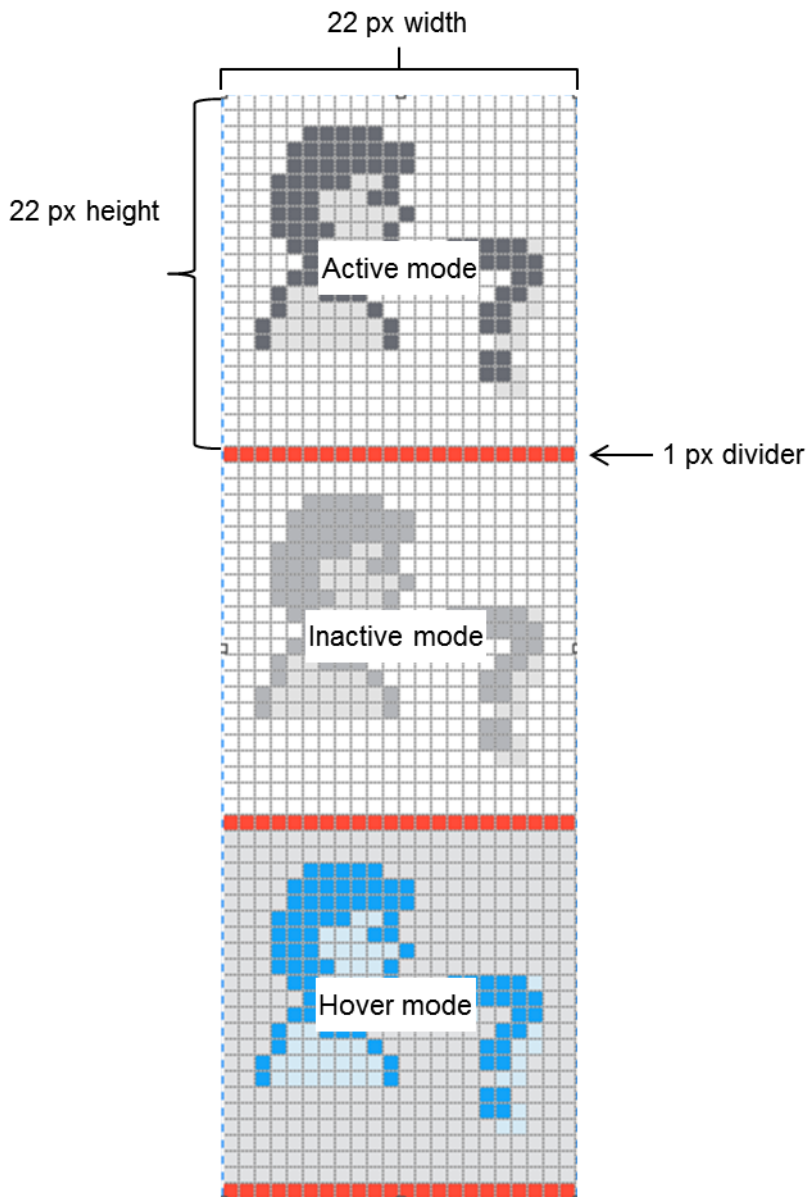 22 px width
22 px height
Active mode
1 px divider
Inactive mode
Hover mode